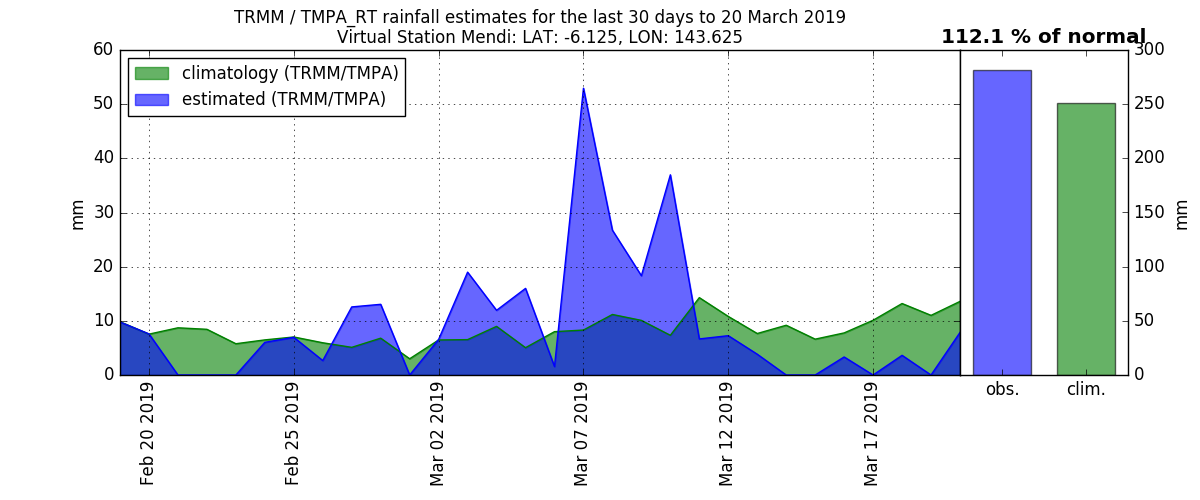 TRMM / TMPA_RT rainfall estimates for the last 30 days to 20 March 2019
Virtual Station Mendi: LAT: -6.125, LON: 143.625
112.1 % of normal
climatology (TRMM/TMPA)
estimated (TRMM/TMPA)
60
50
40
30
20
10
0
mm
300
250
200
150
100
50
0
mm
Feb 20 2019
Feb 25 2019
Mar 02 2019
Mar 07 2019
Mar 12 2019
Mar 17 2019
obs.
clim.